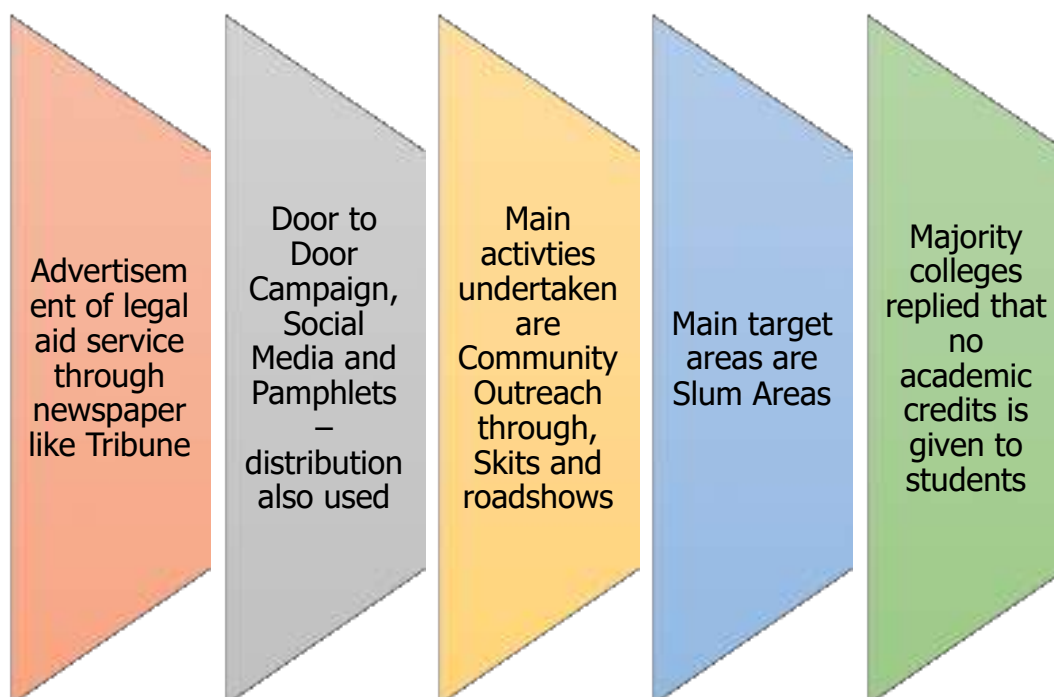 Advertisem
ent of legal
aid service
through
newspaper
like Tribune
Door to
Door
Campaign,
Social
Media and
Pamphlets
–
distribution
also used
Main
activties
undertaken
are
Community
Outreach
through,
Skits and
roadshows
Main target
areas are
Slum Areas
Majority
colleges
replied that
no
academic
credits is
given to
students